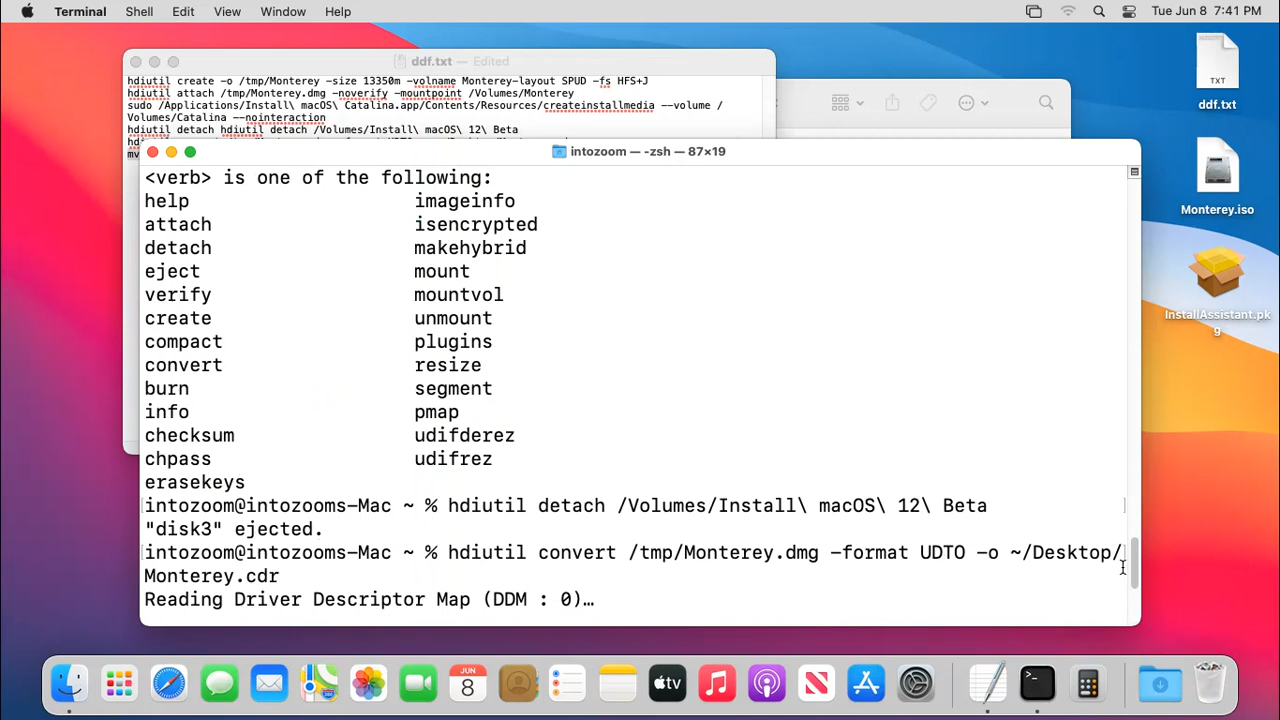 Terminal Shell Edit View Window Help Tue Jun 8 7:41 PM
ddf.txt — Edited
hdiutil create -o /tmp/Monterey -size 13350m -volname Monterey-layout SPUD -fs HFS+J
hdiutil attach /tmp/Monterey.dmg -noverify -mountpoint /Volumes/Monterey
sudo /Applications/Install\ macOS\ Catalina.app/Contents/Resources/createinstallmedia --volume /
Volumes/Catalina --nointeraction
hdiutil detach hdiutil detach /Volumes/Install\ macOS\ 12\ Beta
intozoom — -zsh — 87×19
<verb> is one of the following:
help imageinfo
attach isencrypted
detach makehybrid
eject mount
verify mountvol
create unmount
compact plugins
convert resize
burn segment
info pmap
checksum udifderez
chpass udifrez
erasekeys
[intozoom@intozooms-Mac ~ % hdiutil detach /Volumes/Install\ macOS\ 12\ Beta ]
"disk3" ejected.
[intozoom@intozooms-Mac ~ % hdiutil convert /tmp/Monterey.dmg -format UDTO -o ~/Desktop/]
Monterey.cdr
Reading Driver Descriptor Map (DDM : 0)…
TXT
ddf.txt
Monterey.iso
InstallAssistant.pk
g
JUN
8
tv
>_